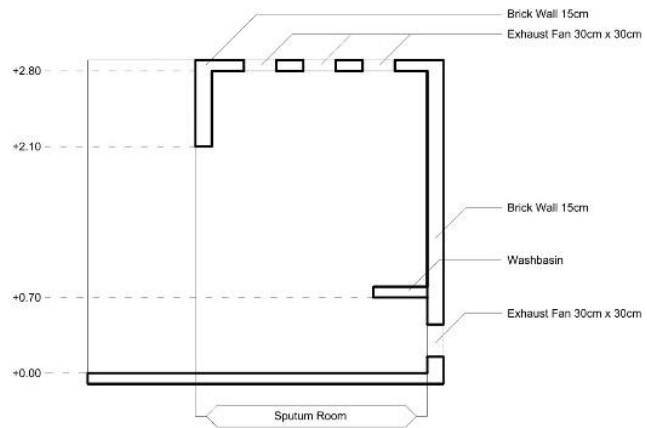 Brick Wall 15cm
Exhaust Fan 30cm x 30cm
+2.80
+2.10
Brick Wall 15cm
Washbasin
+0.70
Exhaust Fan 30cm x 30cm
+0.00
Sputum Room